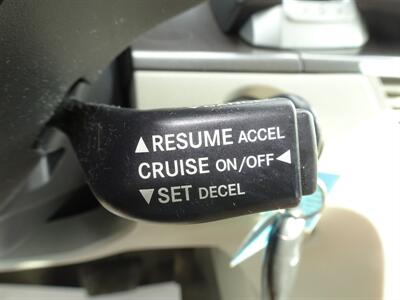 ▲RESUME ACCEL
CRUISE ON/OFF◄
▼SET DECEL